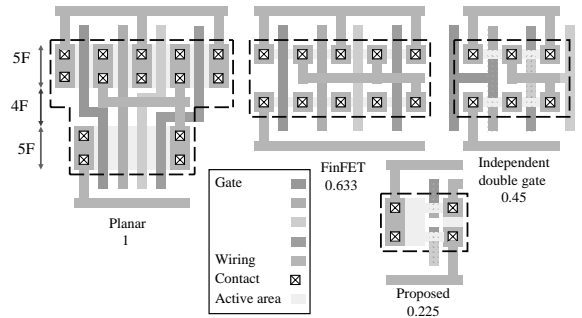 5F
4F
5F
Planar
1
FinFET
0.633
Independent
double gate
0.45
Gate
Wiring
Contact
Active area
Proposed
0.225